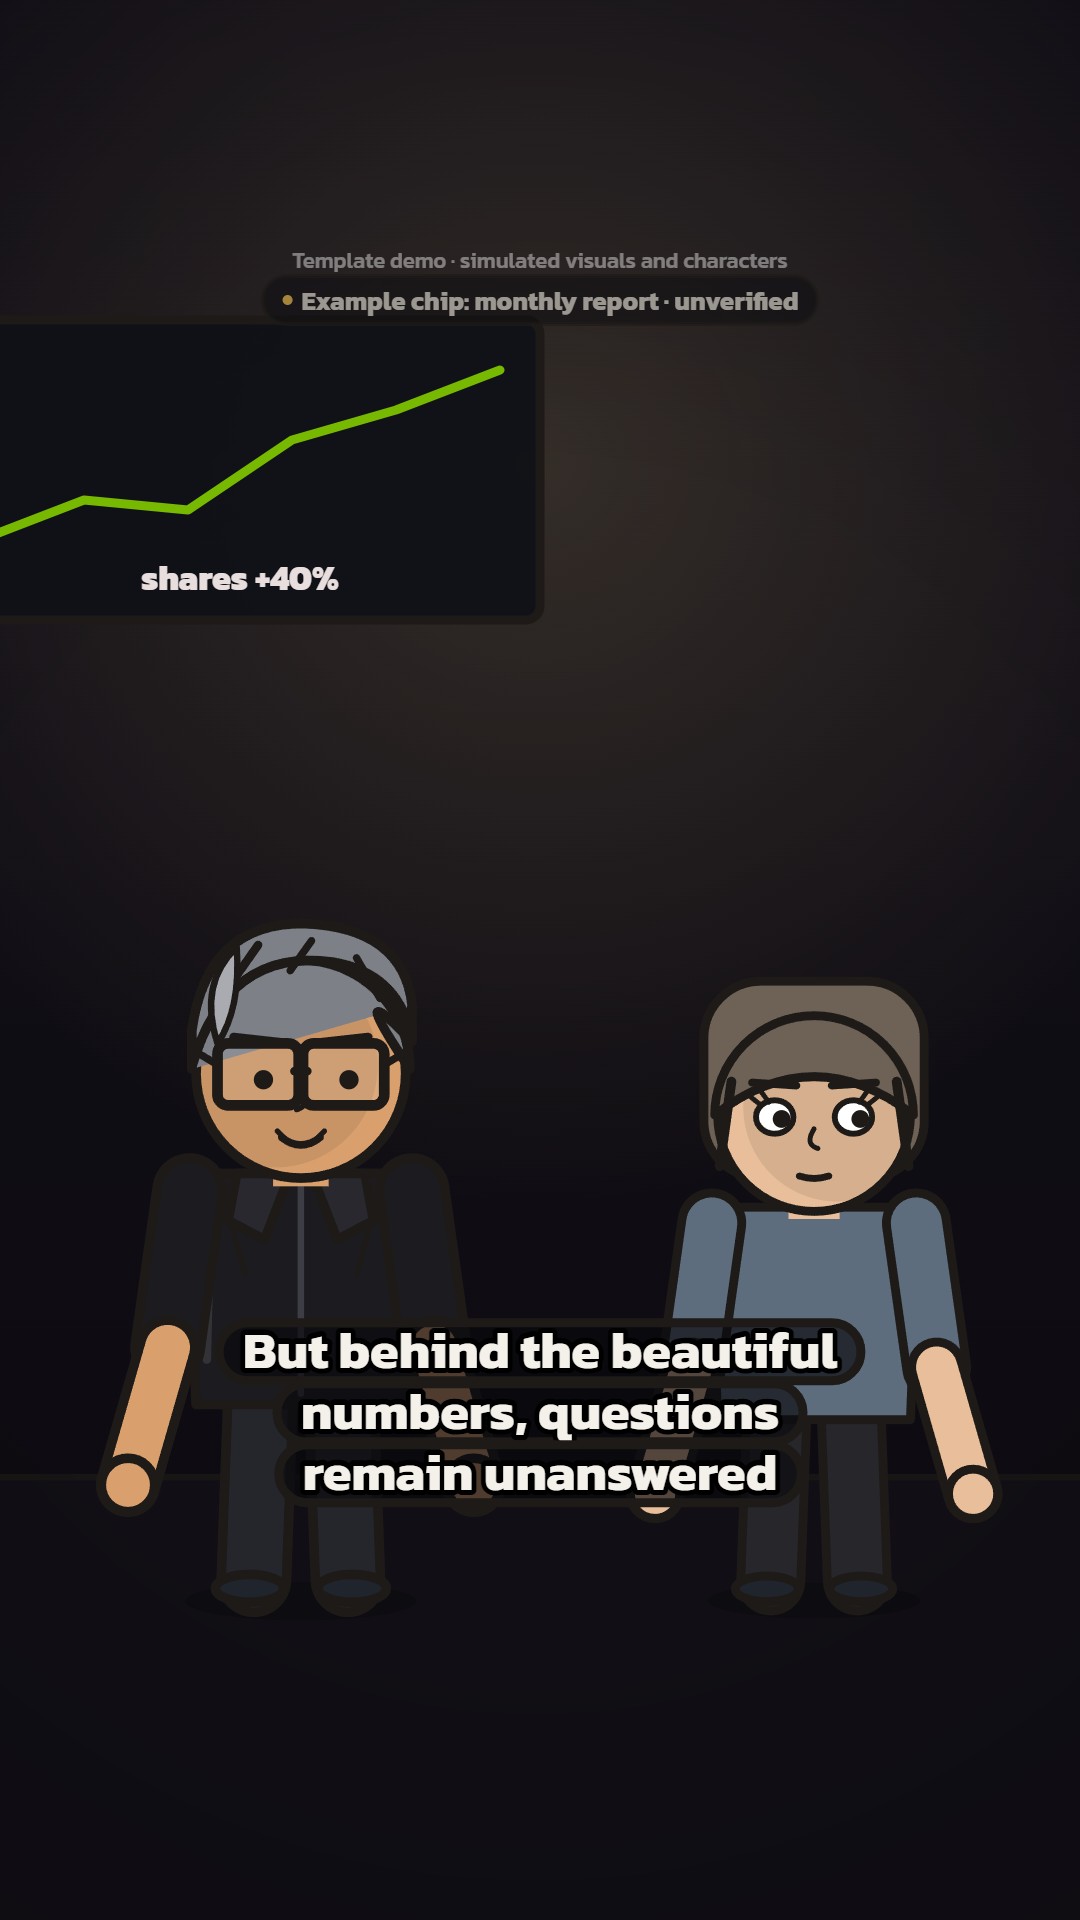 Template demo · simulated visuals and characters
Example chip: monthly report · unverified
shares +40%
But behind the beautiful
numbers, questions
remain unanswered